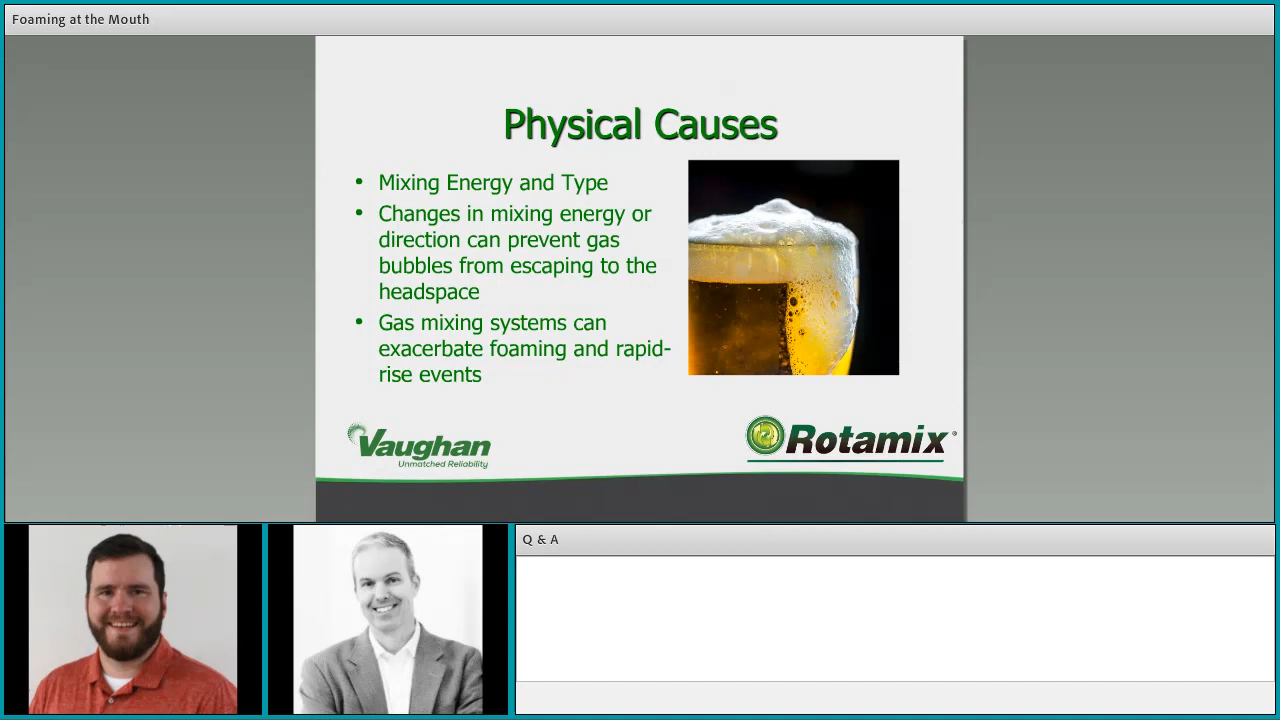 Foaming at the Mouth
Physical Causes
• Mixing Energy and Type
• Changes in mixing energy or
direction can prevent gas
bubbles from escaping to the
headspace
• Gas mixing systems can
exacerbate foaming and rapid-
rise events
Vaughan
Unmatched Reliability
Rotamix®
Q & A